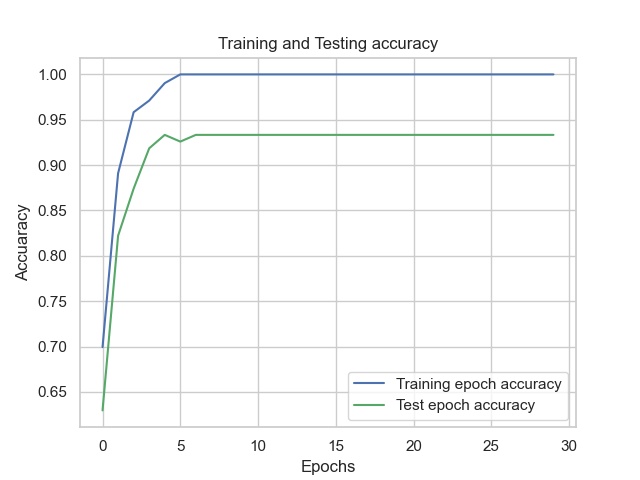 Training and Testing accuracy
1.00
0.95
0.90
0.85
0.80
0.75
0.70
0.65
Accuaracy
Training epoch accuracy
Test epoch accuracy
0 5 10 15 20 25 30
Epochs